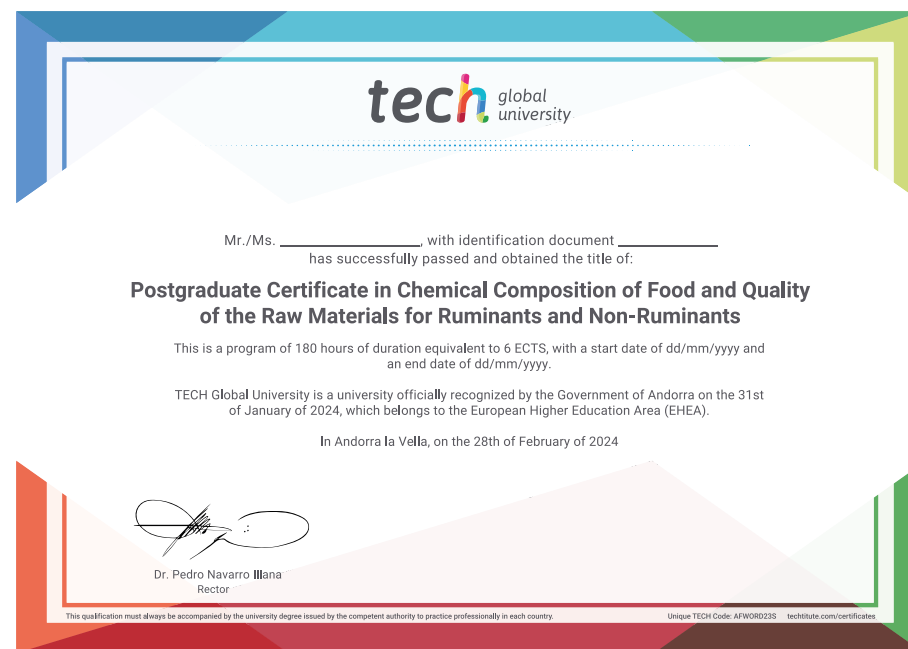 tech global university
Mr./Ms. ____________, with identification document ____________
has successfully passed and obtained the title of:
Postgraduate Certificate in Chemical Composition of Food and Quality
of the Raw Materials for Ruminants and Non-Ruminants
This is a program of 180 hours of duration equivalent to 6 ECTS, with a start date of dd/mm/yyyy and
an end date of dd/mm/yyyy.
TECH Global University is a university officially recognized by the Government of Andorra on the 31st
of January of 2024, which belongs to the European Higher Education Area (EHEA).
In Andorra la Vella, on the 28th of February of 2024
Dr. Pedro Navarro Illana
Rector
This qualification must always be accompanied by the university degree issued by the competent authority to practice professionally in each country.
Unique TECH Code: AFWORD23S techtitute.com/certificates